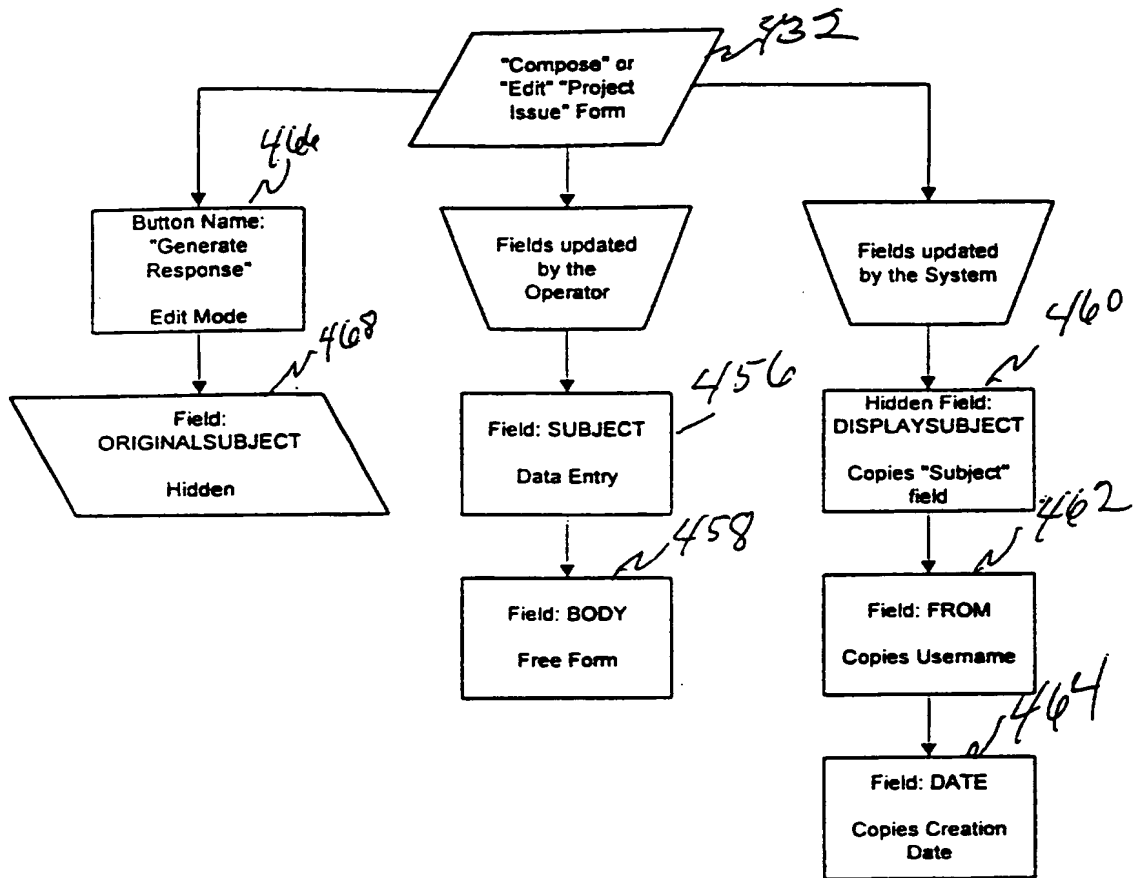 432
"Compose" or
"Edit" "Project
Issue" Form
466
Button Name:
"Generate
Response"
Edit Mode
468
Field:
ORIGINALSUBJECT
Hidden
Fields updated
by the
Operator
456
Field: SUBJECT
Data Entry
458
Field: BODY
Free Form
Fields updated
by the System
460
Hidden Field:
DISPLAYSUBJECT
Copies "Subject"
field
462
Field: FROM
Copies Username
464
Field: DATE
Copies Creation
Date